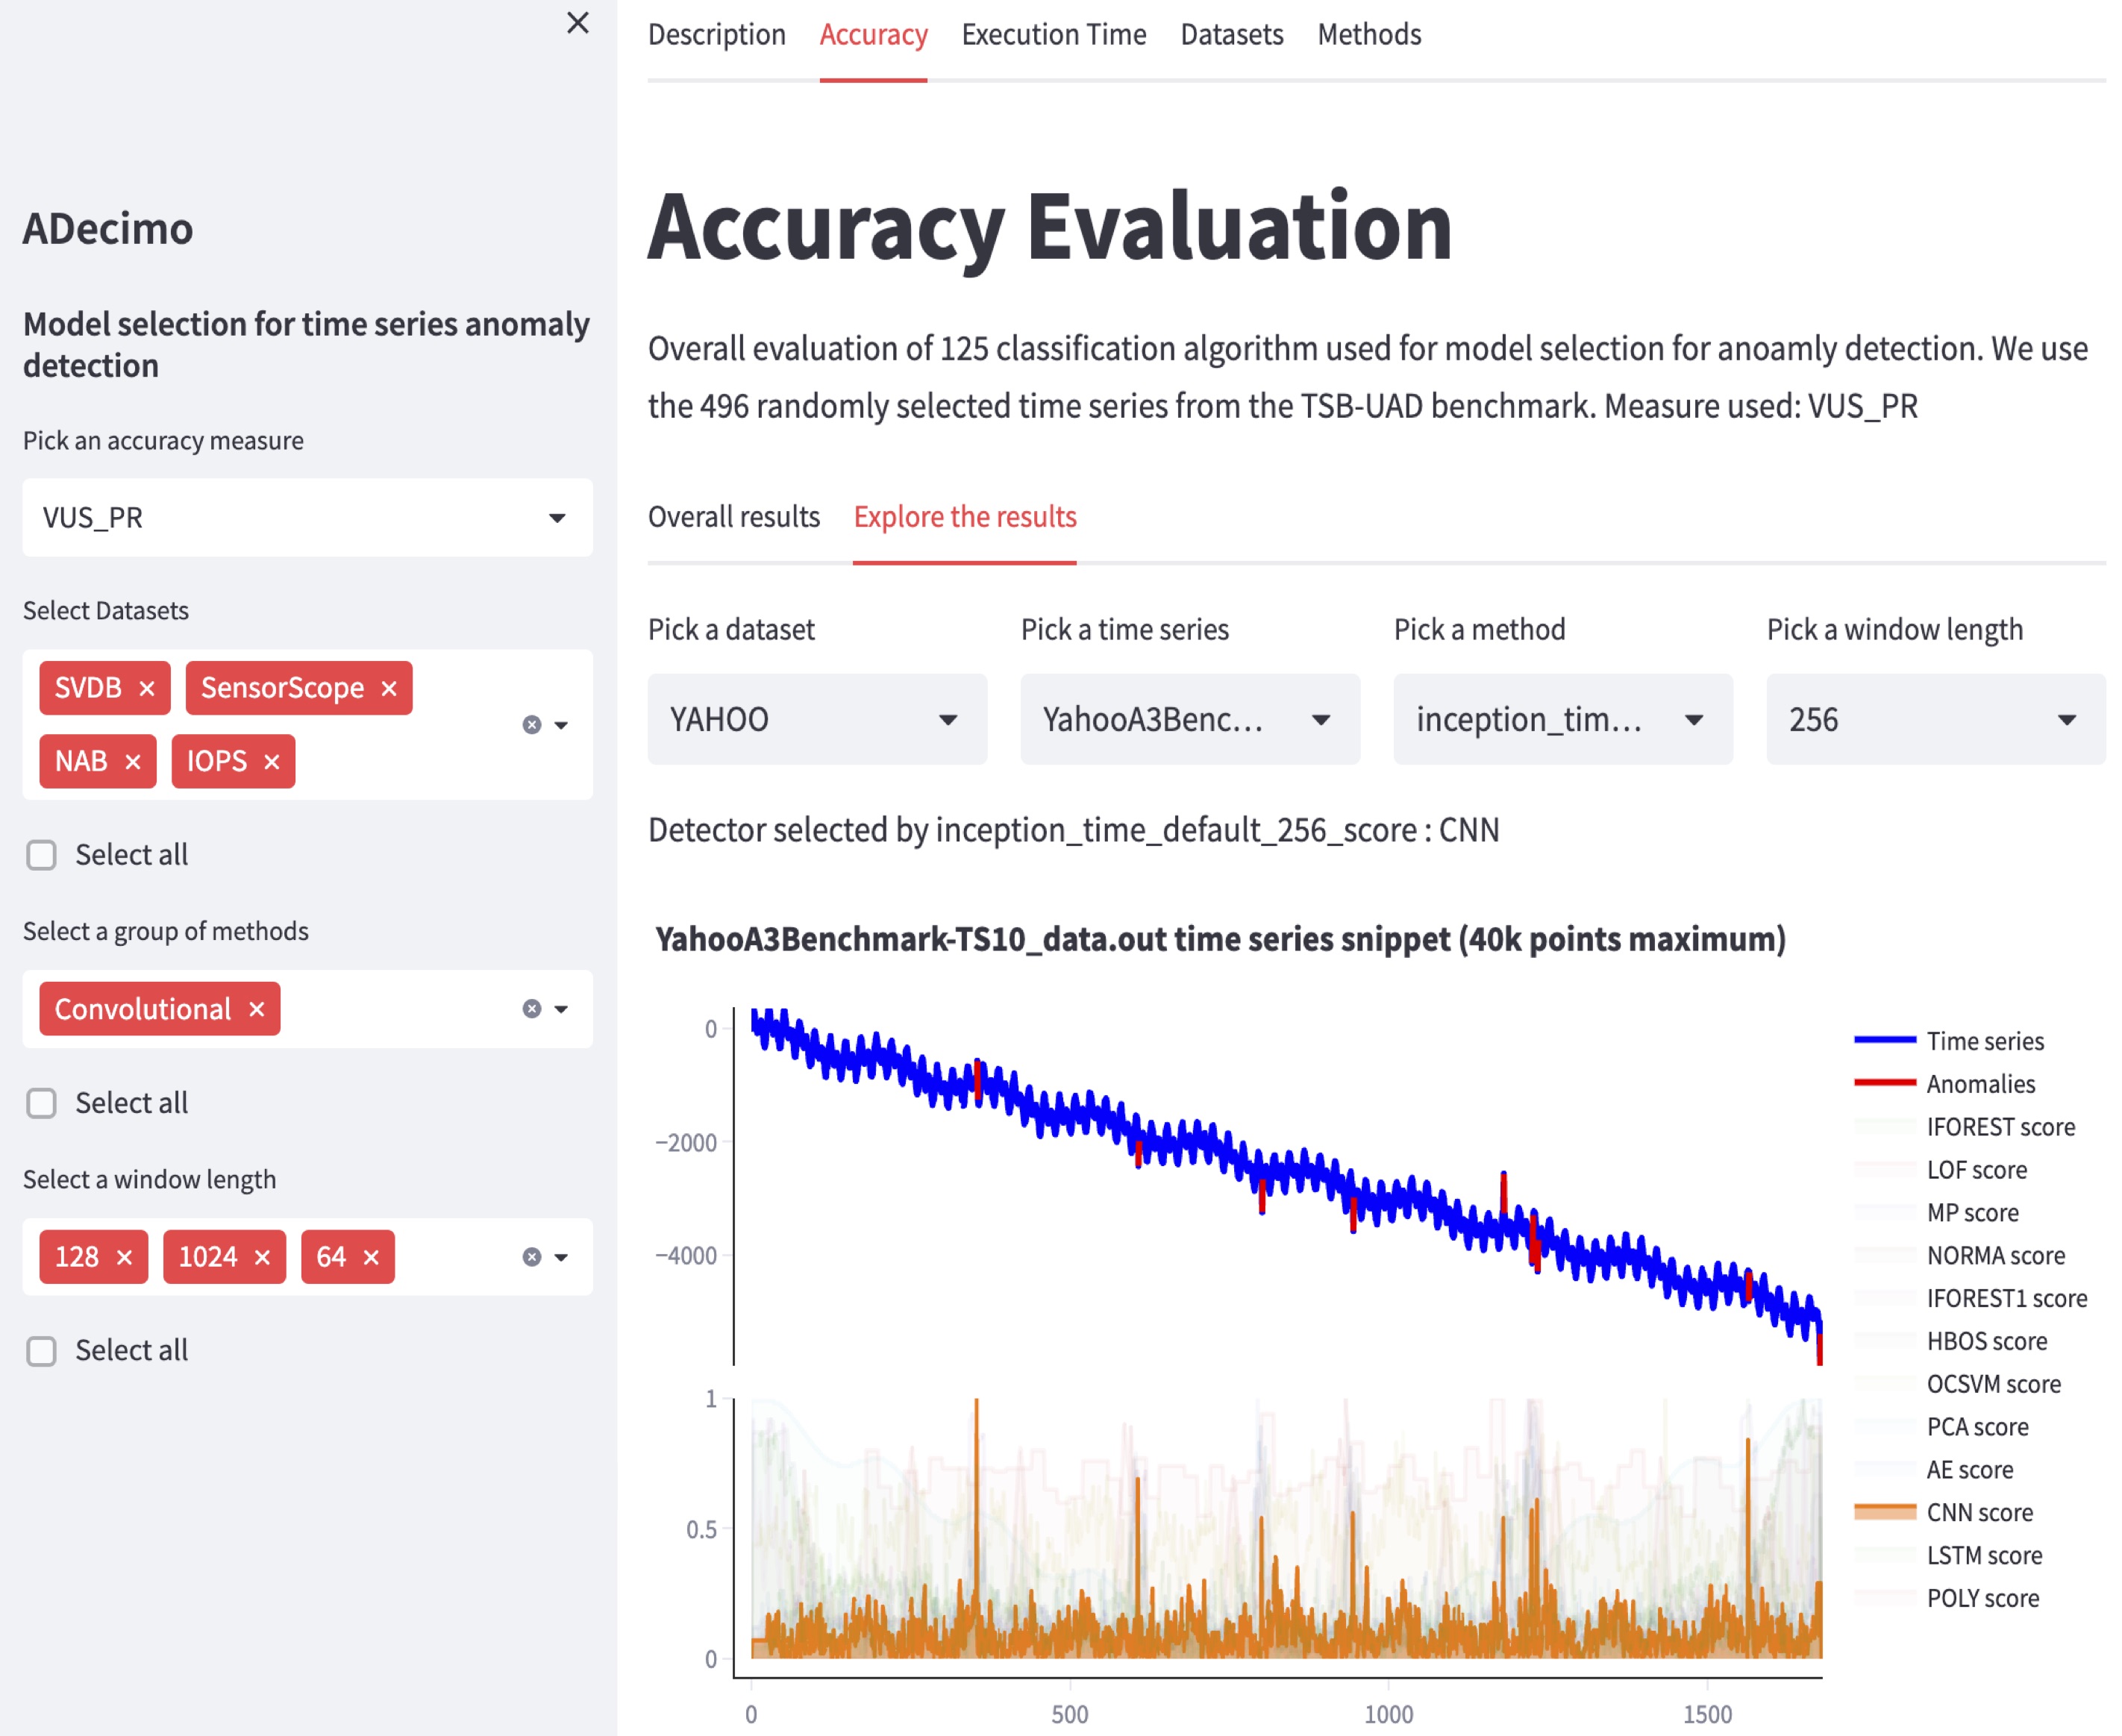 ADecimo
Model selection for time series anomaly
detection
Pick an accuracy measure
VUS_PR
Select Datasets
SVDB × SensorScope ×
NAB × IOPS ×
Select all
Select a group of methods
Convolutional ×
Select all
Select a window length
128 × 1024 × 64 ×
Select all
Description Accuracy Execution Time Datasets Methods
Accuracy Evaluation
Overall evaluation of 125 classification algorithm used for model selection for anoamly detection. We use
the 496 randomly selected time series from the TSB-UAD benchmark. Measure used: VUS_PR
Overall results Explore the results
Pick a dataset Pick a time series Pick a method Pick a window length
YAHOO YahooA3Benc... inception_tim... 256
Detector selected by inception_time_default_256_score : CNN
YahooA3Benchmark-TS10_data.out time series snippet (40k points maximum)
0
−2000
−4000
1
0.5
0
0 500 1000 1500
Time series
Anomalies
IFOREST score
LOF score
MP score
NORMA score
IFOREST1 score
HBOS score
OCSVM score
PCA score
AE score
CNN score
LSTM score
POLY score